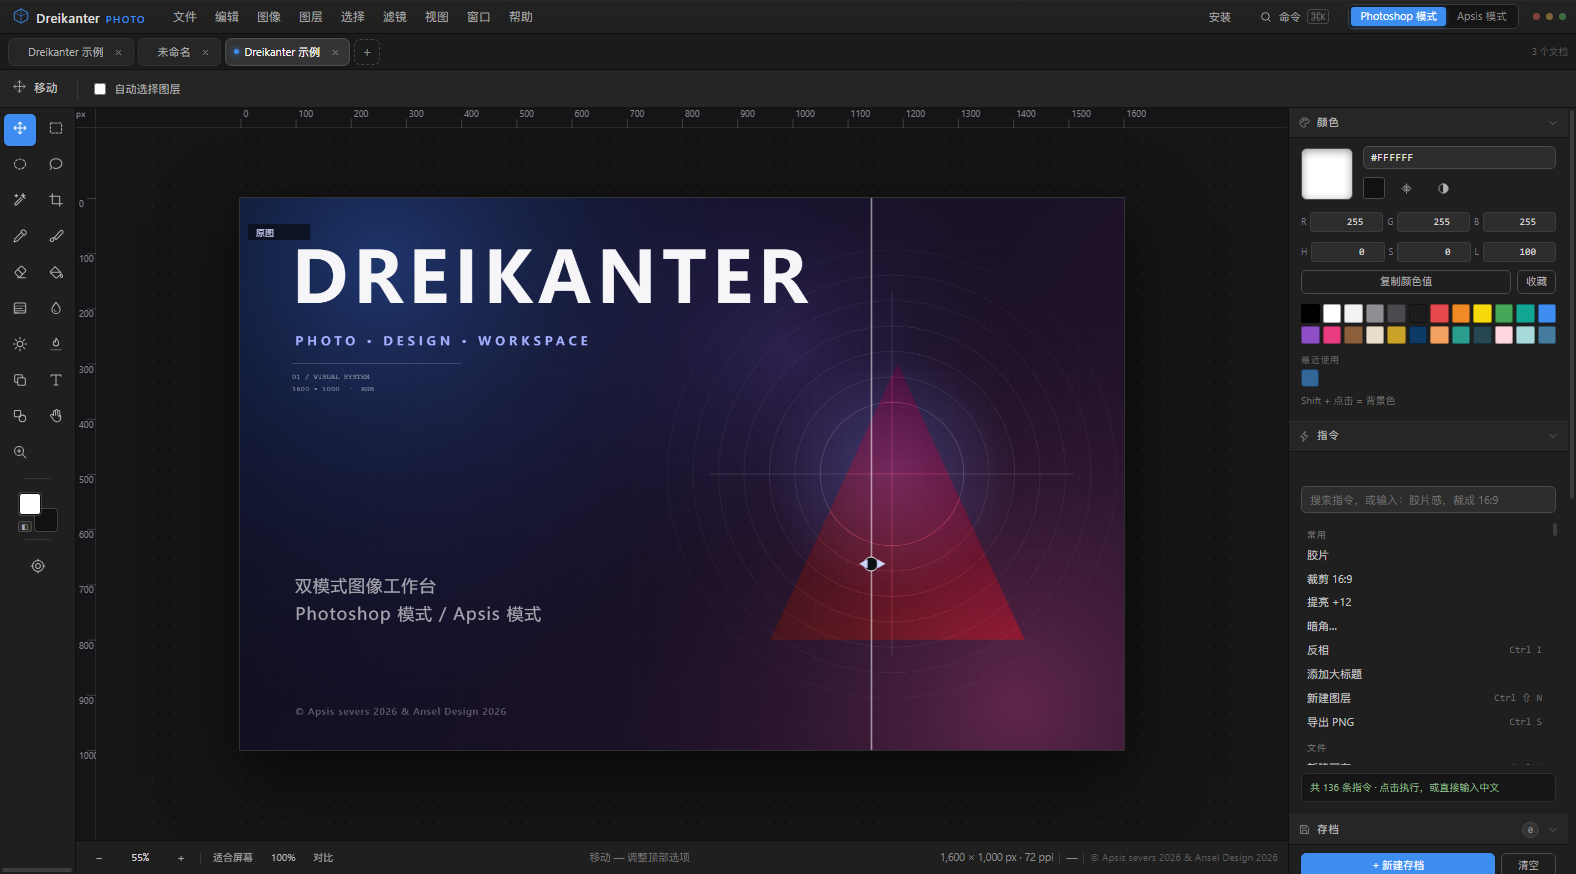 Dreikanter PHOTO 文件 编辑 图像 图层 选择 滤镜 视图 窗口 帮助 安装 命令 ⌘K Photoshop 模式 Apsis 模式
Dreikanter 示例 × 未命名 × Dreikanter 示例 × + 3 个文档
移动 自动选择图层
px 0 100 200 300 400 500 600 700 800 900 1000 1100 1200 1300 1400 1500 1600
0
100
200
300
400
500
600
700
800
900
1000
原图
DREIKANTER
PHOTO • DESIGN • WORKSPACE
01 / VISUAL SYSTEM
1600 × 1000 · RGB
双模式图像工作台
Photoshop 模式 / Apsis 模式
© Apsis severs 2026 & Ansel Design 2026
颜色
#FFFFFF
R 255 G 255 B 255
H 0 S 0 L 100
复制颜色值 收藏
最近使用
Shift + 点击 = 背景色
指令
搜索指令，或输入：胶片感，裁成 16:9
常用
胶片
裁剪 16:9
提亮 +12
暗角...
反相 Ctrl I
添加大标题
新建图层 Ctrl ⇧ N
导出 PNG Ctrl S
文件
共 136 条指令 · 点击执行，或直接输入中文
存档 0
+ 新建存档 清空
− 55% + 适合屏幕 100% 对比 移动 — 调整顶部选项 1,600 × 1,000 px · 72 ppi — © Apsis severs 2026 & Ansel Design 2026